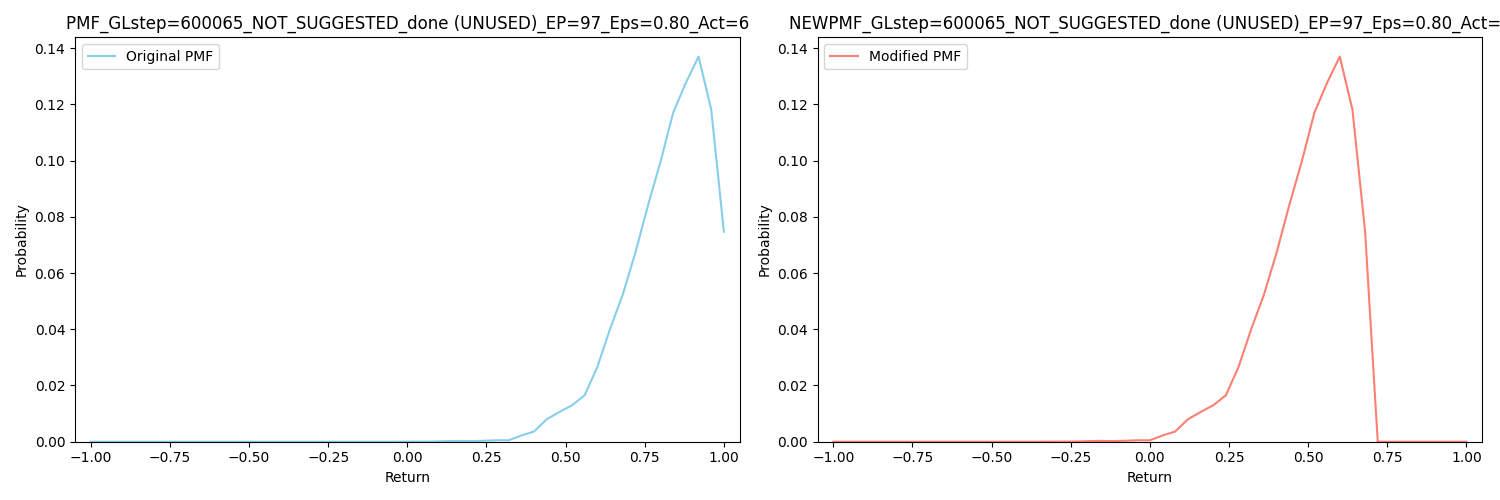 PMF_GLstep=600065_NOT_SUGGESTED_done (UNUSED)_EP=97_Eps=0.80_Act=6
Original PMF
0.14
0.12
0.10
0.08
0.06
0.04
0.02
0.00
Probability
−1.00 −0.75 −0.50 −0.25 0.00 0.25 0.50 0.75 1.00
Return
NEWPMF_GLstep=600065_NOT_SUGGESTED_done (UNUSED)_EP=97_Eps=0.80_Act=
Modified PMF
0.14
0.12
0.10
0.08
0.06
0.04
0.02
0.00
Probability
−1.00 −0.75 −0.50 −0.25 0.00 0.25 0.50 0.75 1.00
Return